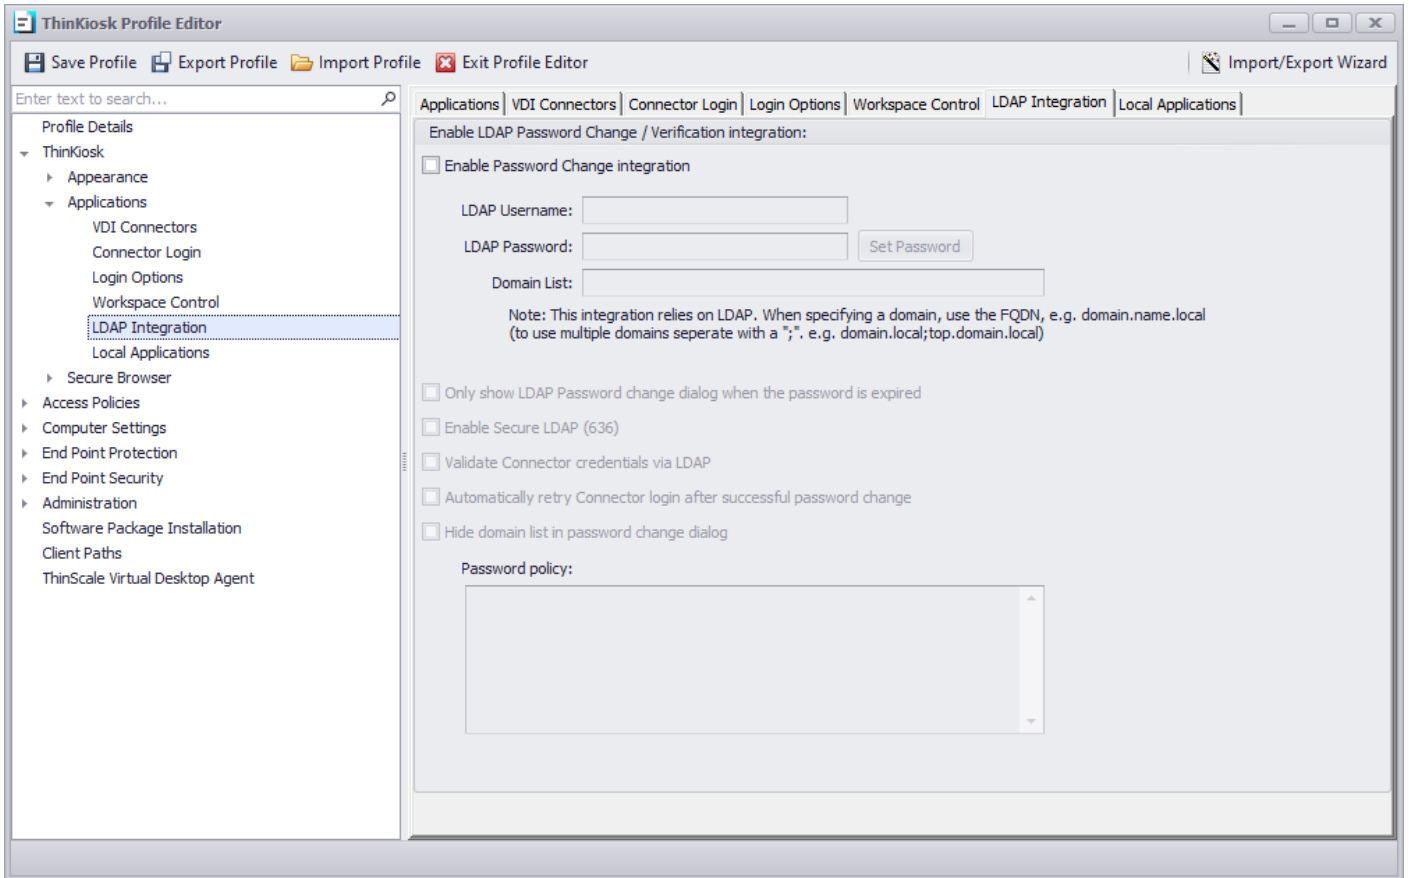 ThinKiosk Profile Editor
Save Profile Export Profile Import Profile Exit Profile Editor Import/Export Wizard
Enter text to search...
Profile Details
ThinKiosk
Appearance
Applications
VDI Connectors
Connector Login
Login Options
Workspace Control
LDAP Integration
Local Applications
Secure Browser
Access Policies
Computer Settings
End Point Protection
End Point Security
Administration
Software Package Installation
Client Paths
ThinScale Virtual Desktop Agent
Applications VDI Connectors Connector Login Login Options Workspace Control LDAP Integration Local Applications
Enable LDAP Password Change / Verification integration:
Enable Password Change integration
LDAP Username:
LDAP Password: Set Password
Domain List:
Note: This integration relies on LDAP. When specifying a domain, use the FQDN, e.g. domain.name.local
(to use multiple domains seperate with a ";". e.g. domain.local;top.domain.local)
Only show LDAP Password change dialog when the password is expired
Enable Secure LDAP (636)
Validate Connector credentials via LDAP
Automatically retry Connector login after successful password change
Hide domain list in password change dialog
Password policy: